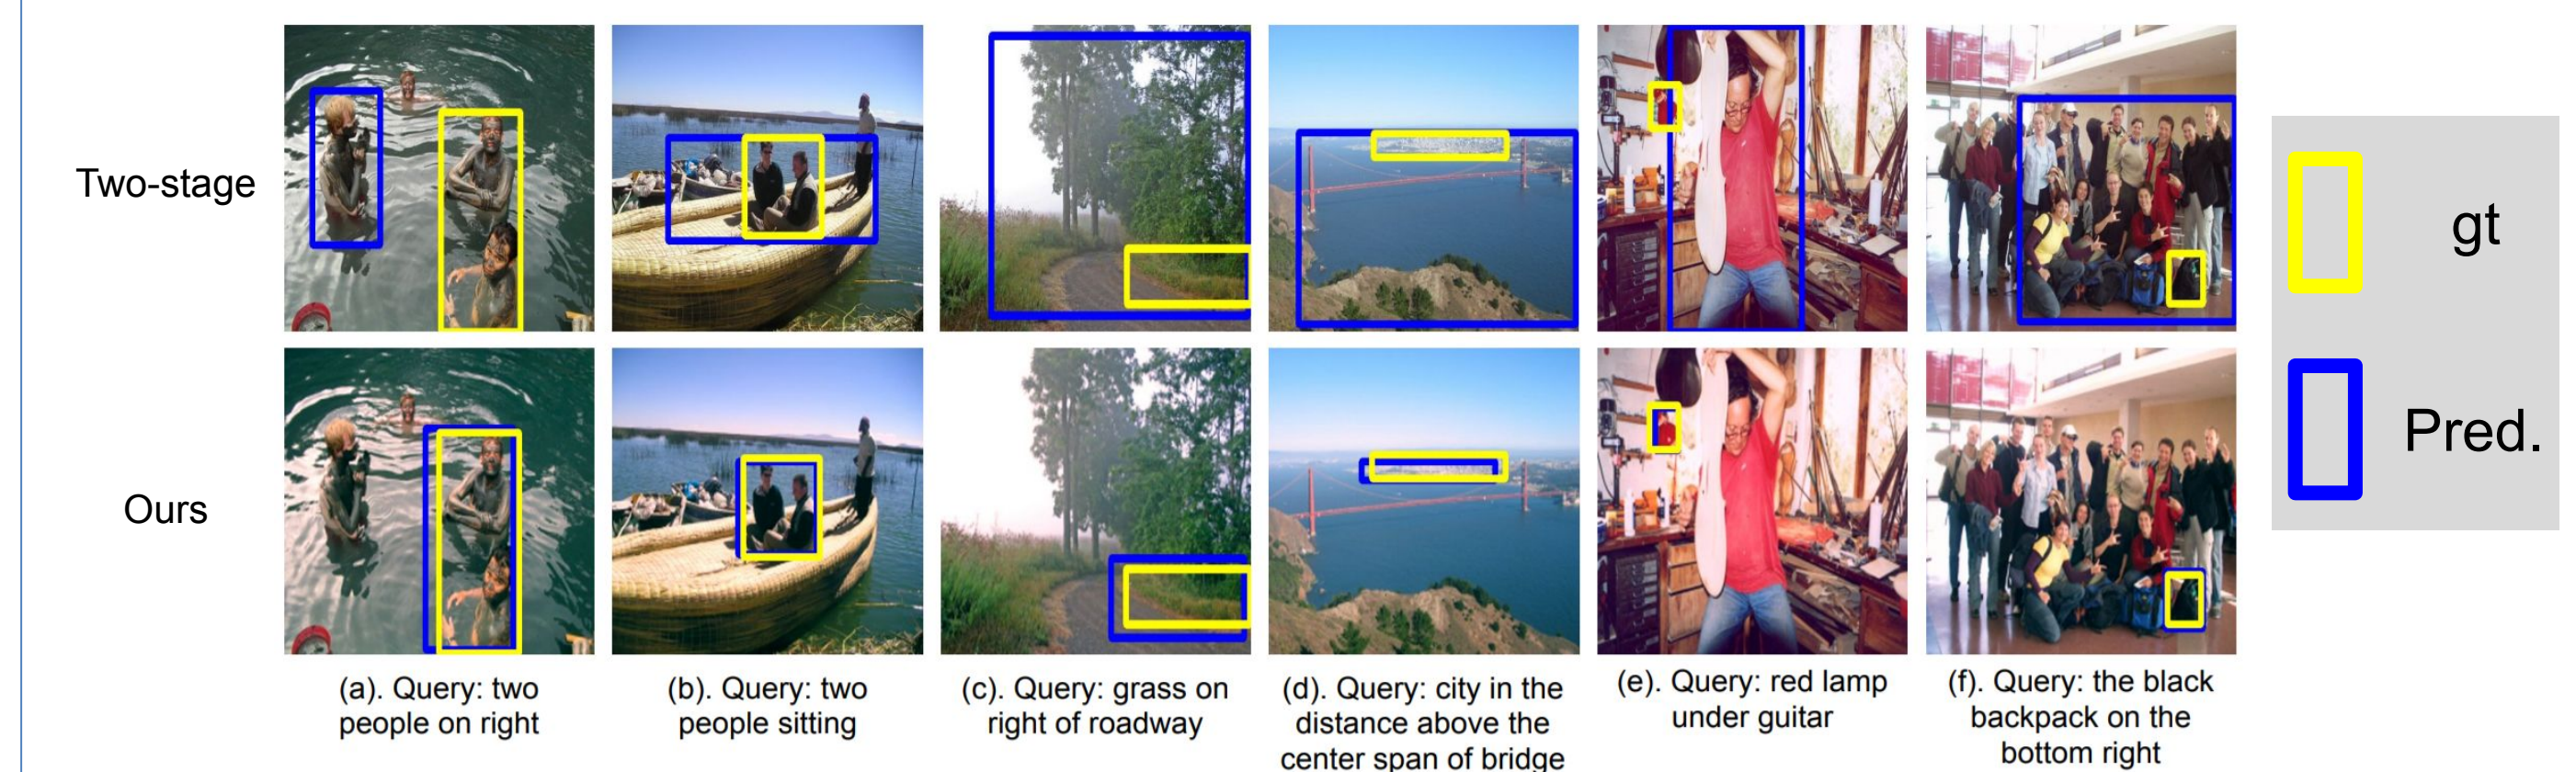 Two-stage
gt
Ours
Pred.
(a). Query: two
people on right
(b). Query: two
people sitting
(c). Query: grass on
right of roadway
(d). Query: city in the
distance above the
center span of bridge
(e). Query: red lamp
under guitar
(f). Query: the black
backpack on the
bottom right